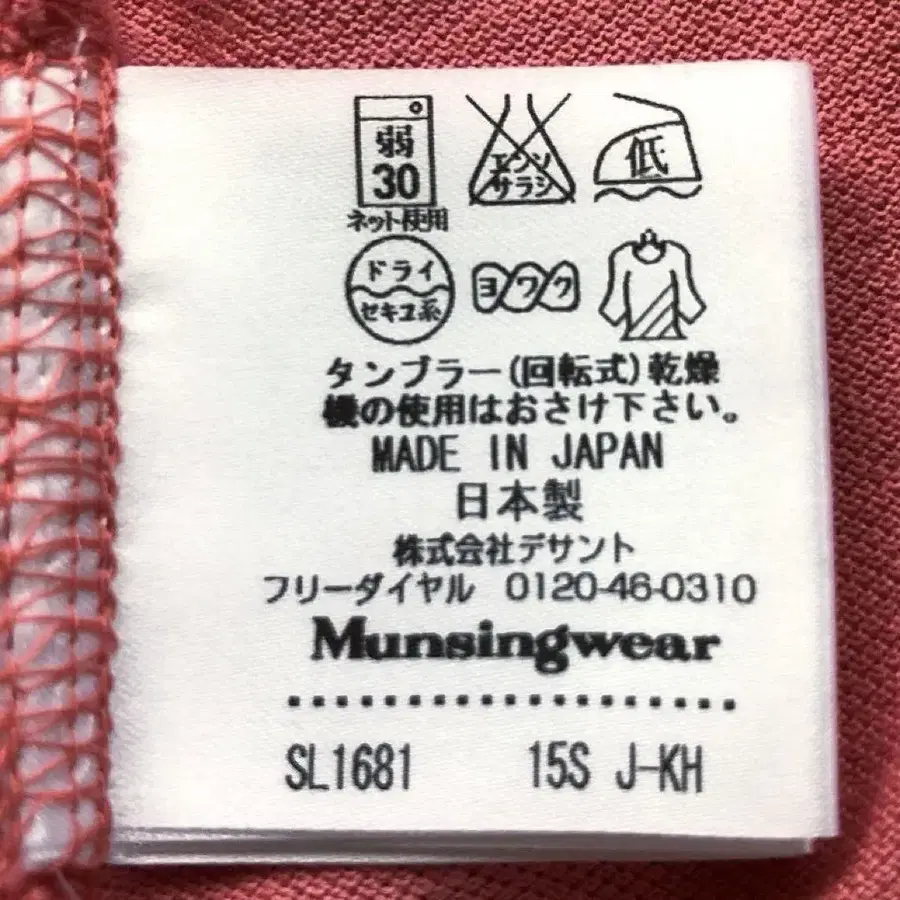 弱
30
ネット使用
エンソ
サラシ
低
ドライ
セキユ系
ヨワク
タンブラー(回転式)乾燥
機の使用はおさけ下さい。
MADE IN JAPAN
日本製
株式会社デサント
フリーダイヤル 0120-46-0310
Munsingwear
SL1681 15S J-KH